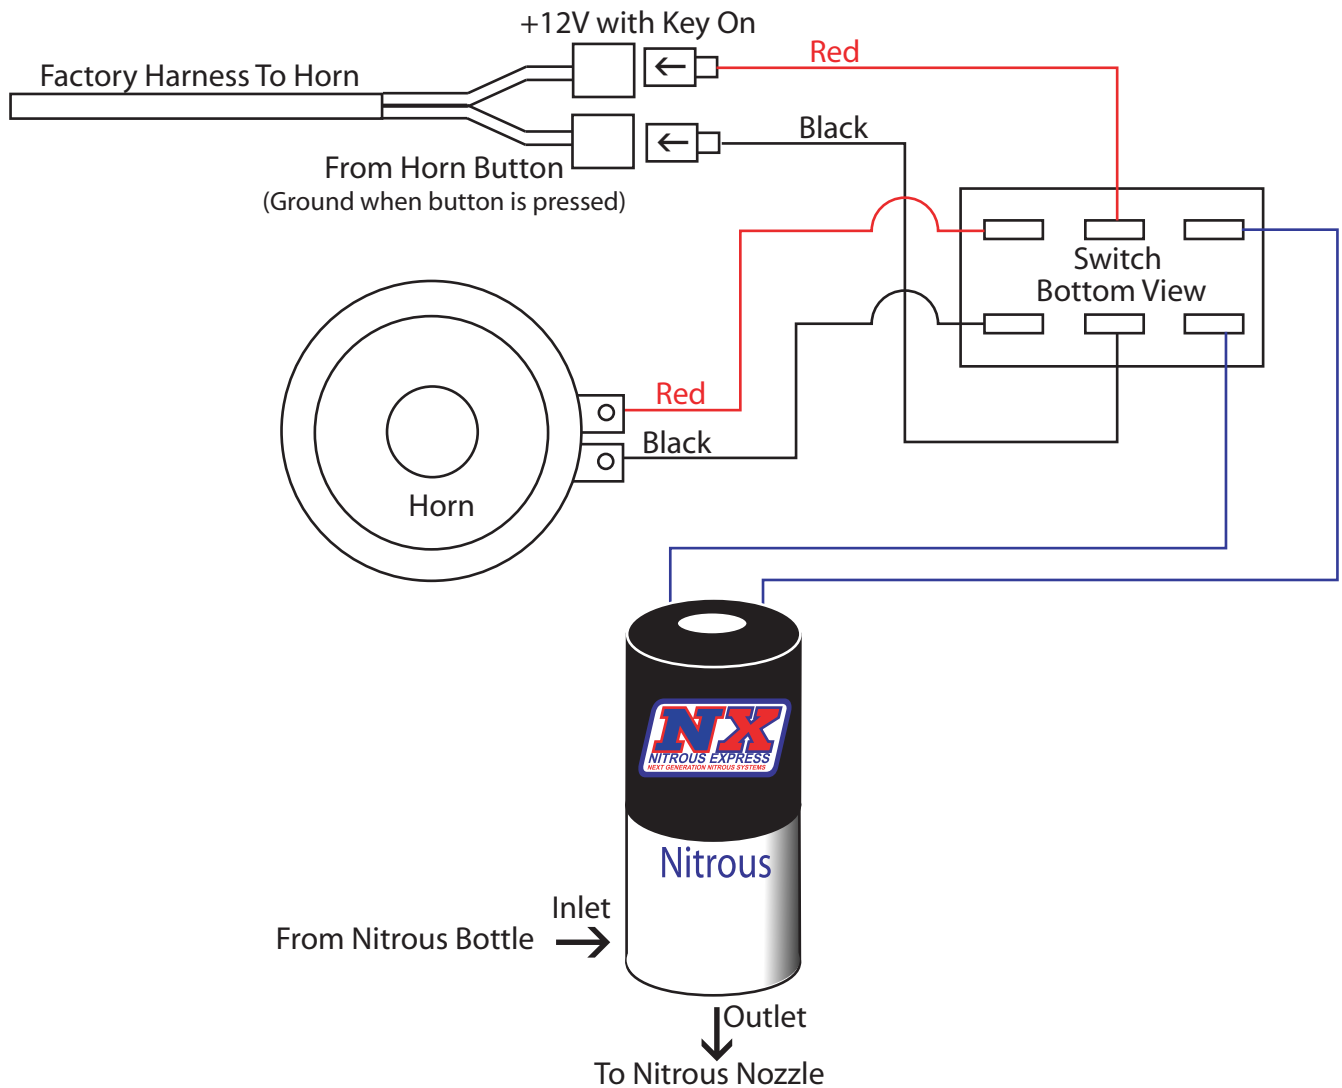 +12V with Key On
Red
Factory Harness To Horn
Black
From Horn Button
(Ground when button is pressed)
Switch
Bottom View
Red
Black
Horn
NX
NITROUS EXPRESS
NEXT GENERATION NITROUS SYSTEMS
Nitrous
Inlet
From Nitrous Bottle
Outlet
To Nitrous Nozzle